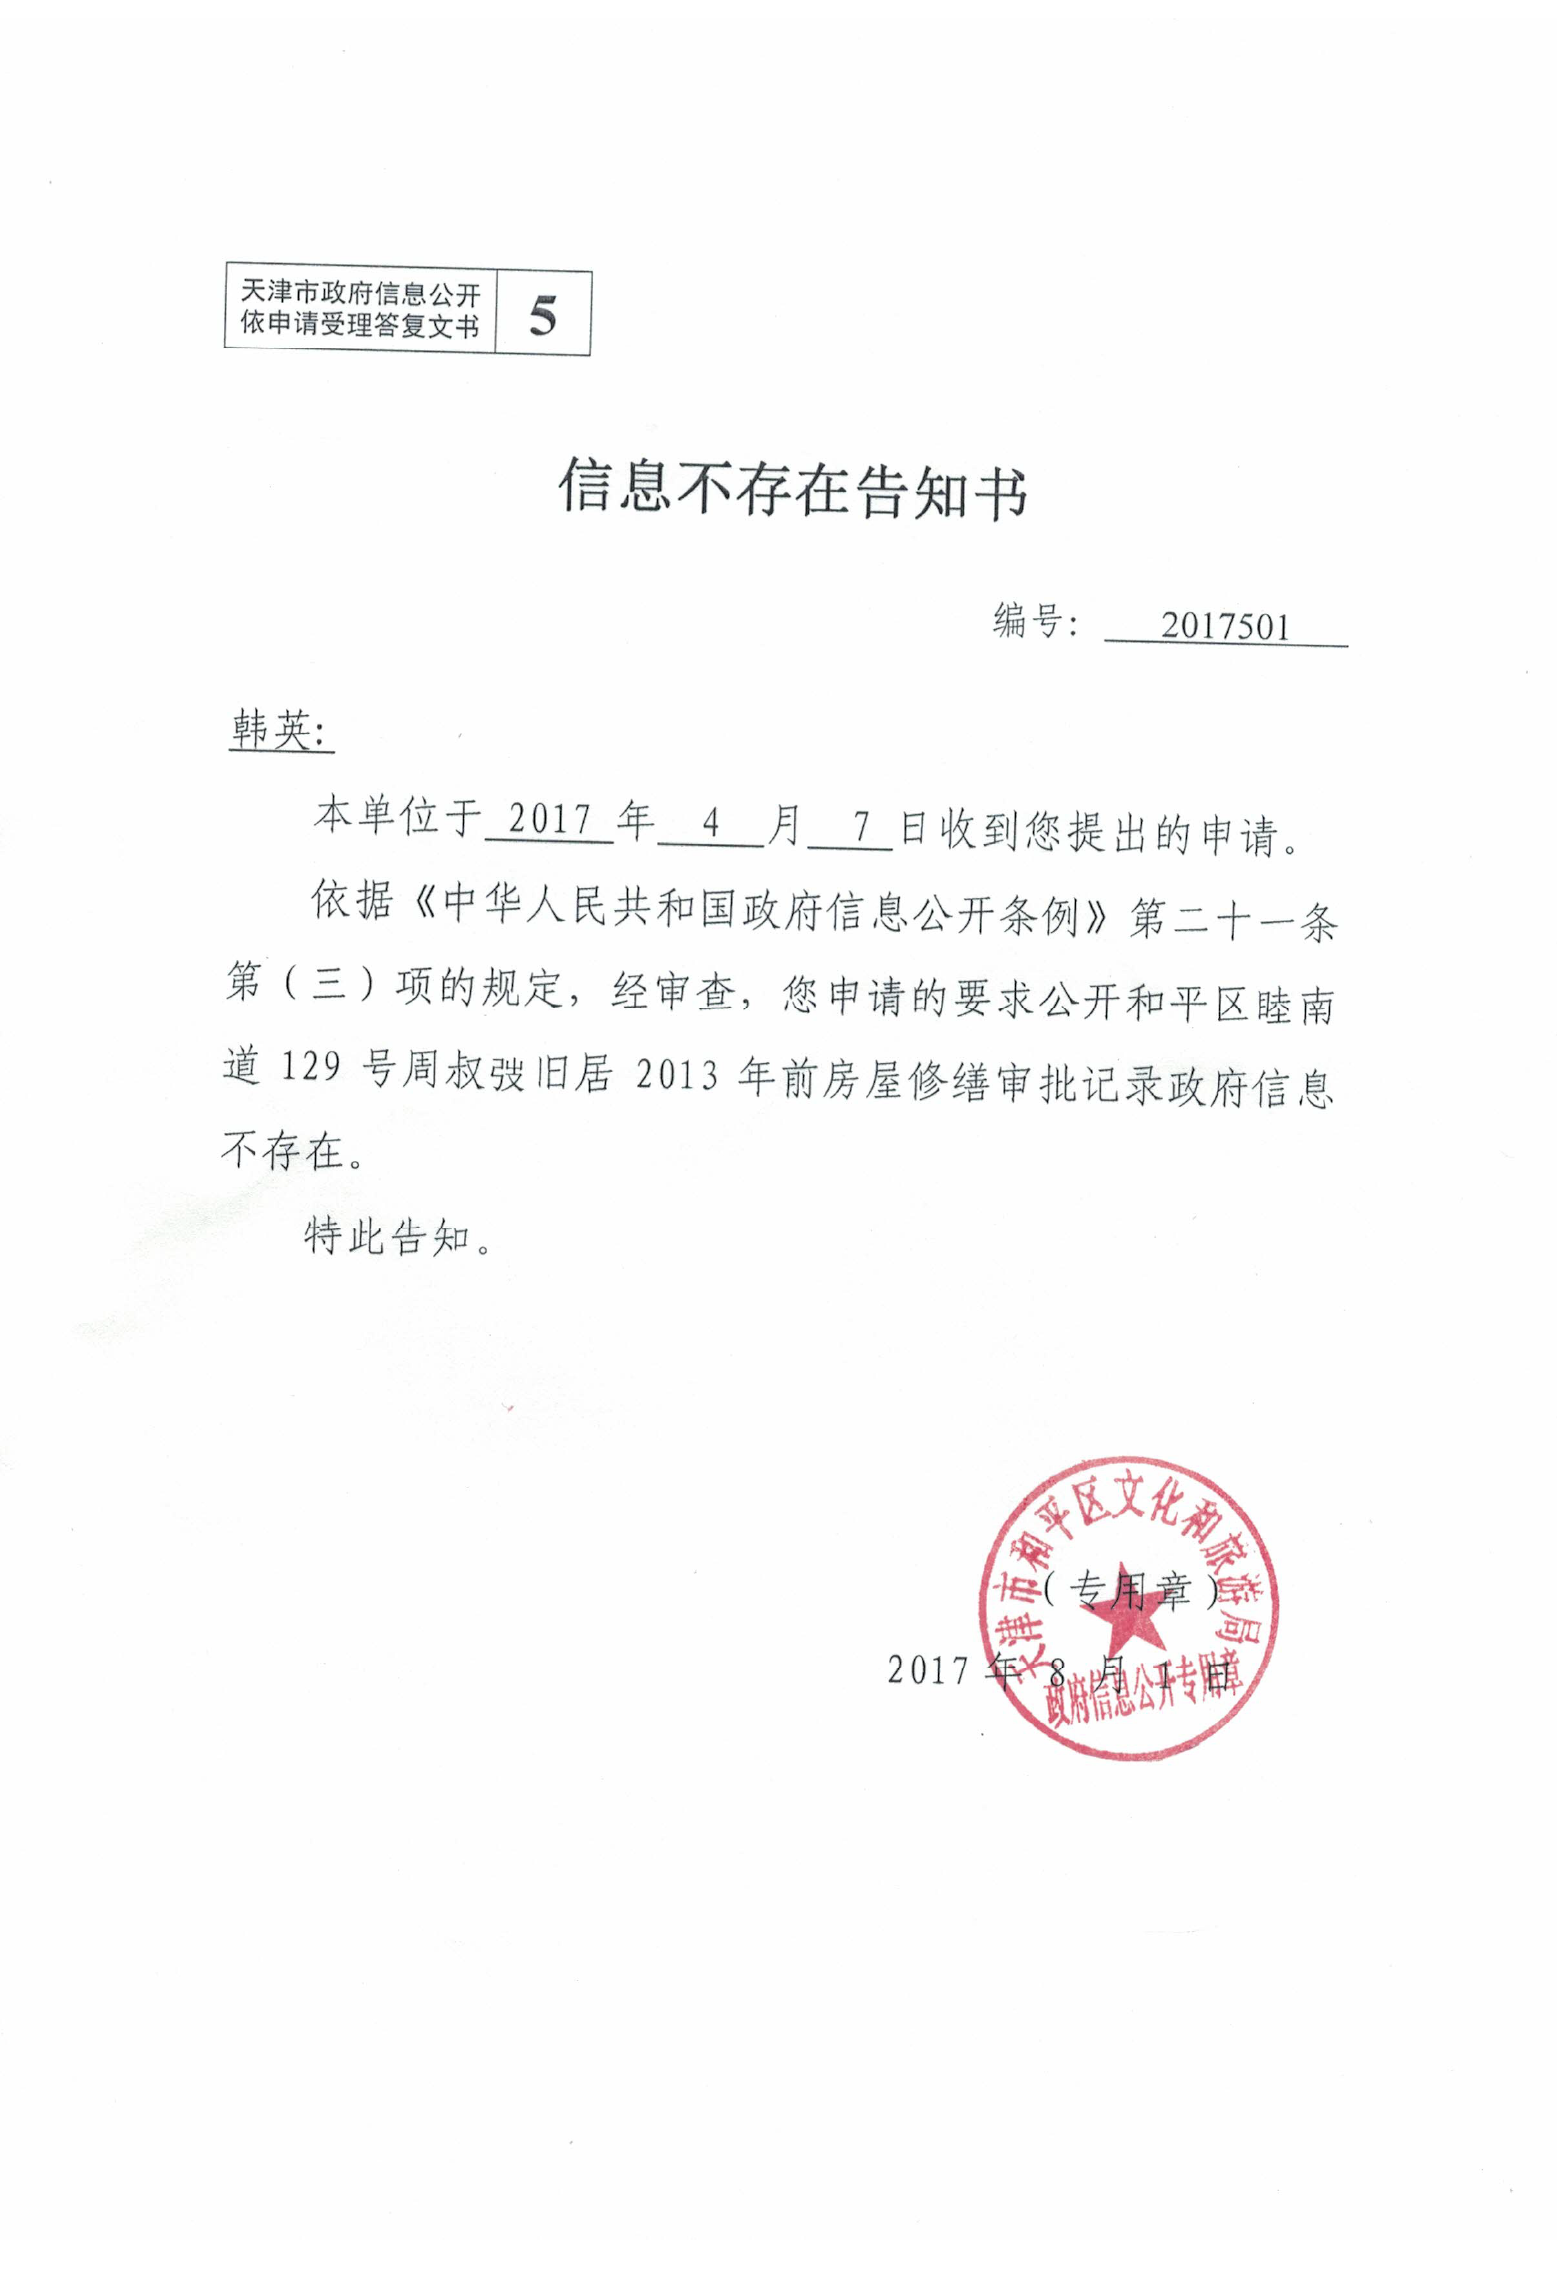 天津市政府信息公开
依申请受理答复文书
5
信息不存在告知书
编号： 2017501
韩英：
本单位于 2017 年 4 月 7 日收到您提出的申请。
依据《中华人民共和国政府信息公开条例》第二十一条
第（三）项的规定，经审查，您申请的要求公开和平区睦南
道 129 号周叔弢旧居 2013 年前房屋修缮审批记录政府信息
不存在。
特此告知。
天津市和平区文化和旅游局
（专用章）
2017 年 8 月 1 日
政府信息公开专用章